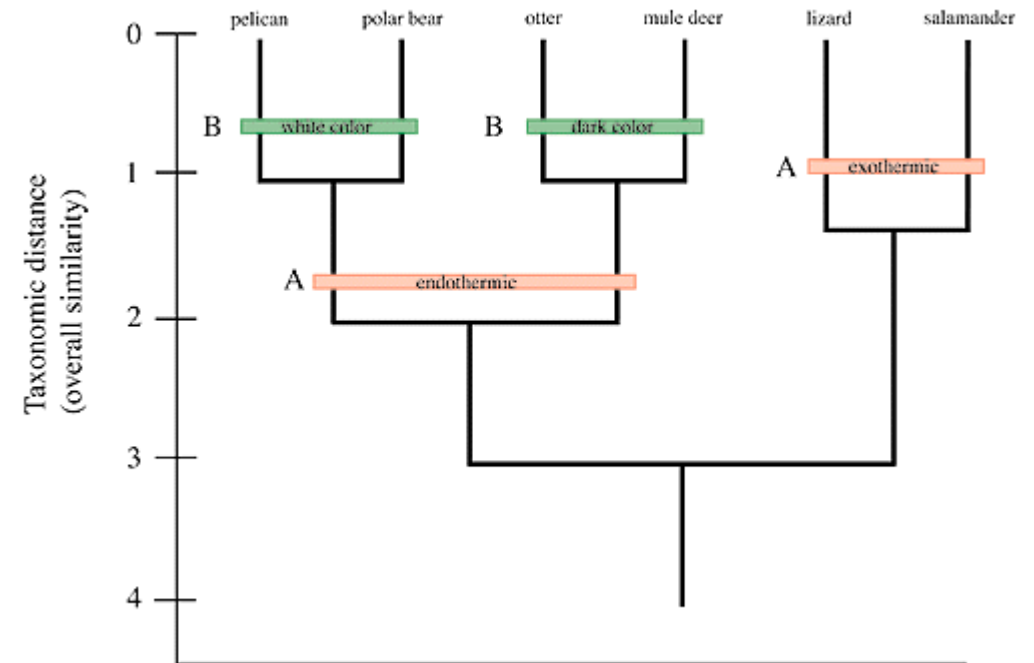 pelican polar bear otter mule deer lizard salamander
0
B white color B dark color
1
A exothermic
A endothermic
2
3
4
Taxonomic distance
(overall similarity)